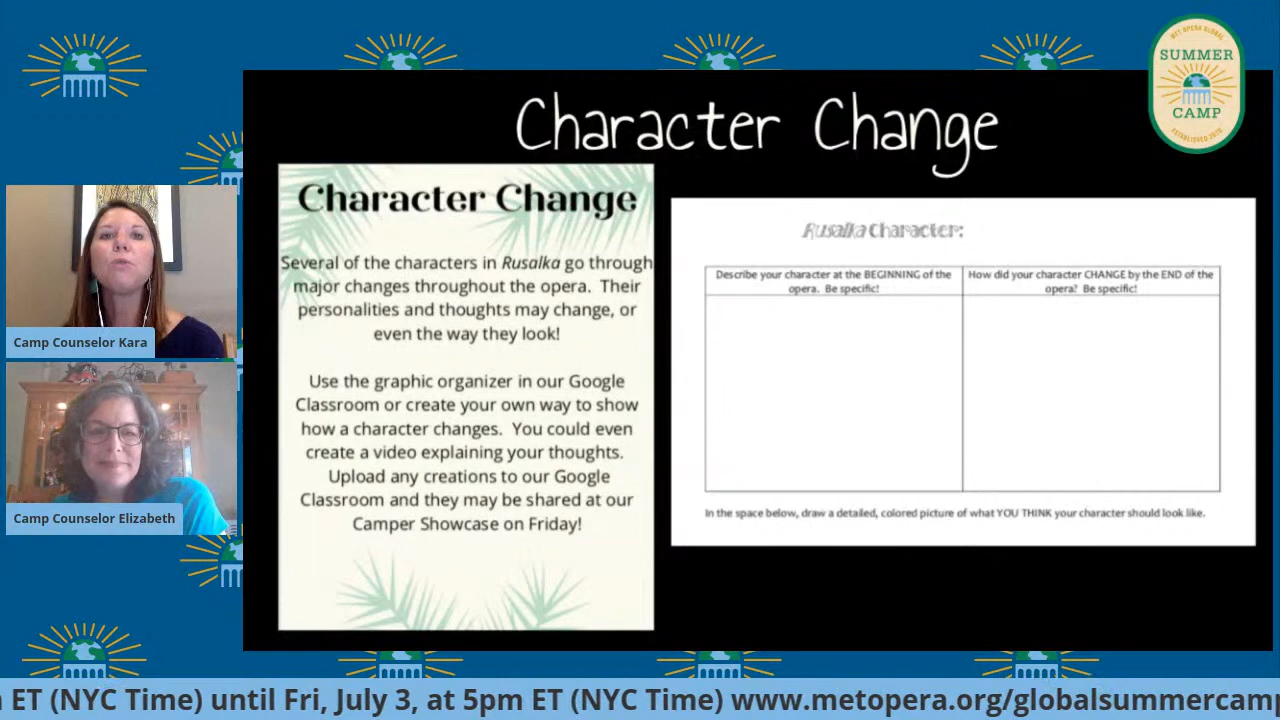 MET OPERA GLOBAL
SUMMER
CAMP
ESTABLISHED 2020
Character Change
Character Change
Several of the characters in Rusalka go through
major changes throughout the opera. Their
personalities and thoughts may change, or
even the way they look!
Use the graphic organizer in our Google
Classroom or create your own way to show
how a character changes. You could even
create a video explaining your thoughts.
Upload any creations to our Google
Classroom and they may be shared at our
Camper Showcase on Friday!
Rusalka Character:
Describe your character at the BEGINNING of the
opera. Be specific!
How did your character CHANGE by the END of the
opera? Be specific!
In the space below, draw a detailed, colored picture of what YOU THINK your character should look like.
Camp Counselor Kara
Camp Counselor Elizabeth
ET (NYC Time) until Fri, July 3, at 5pm ET (NYC Time) www.metopera.org/globalsummercamp